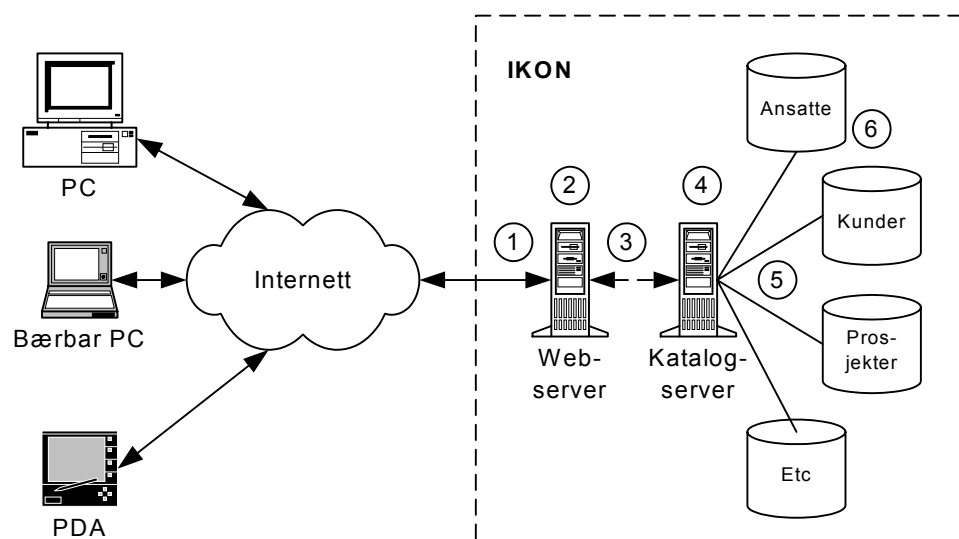 IKON
Ansatte
6
PC
2
4
Kunder
1
3
Internett
5
Bærbar PC
Web-
server
Katalog-
server
Pros-
jekter
Etc
PDA